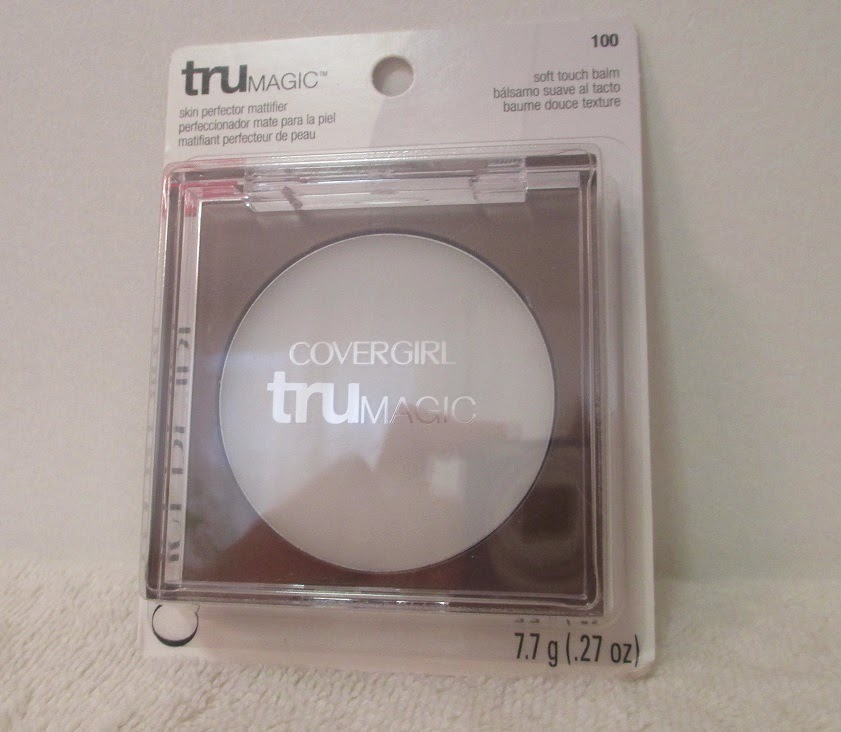 truMAGIC™
skin perfector mattifier
perfeccionador mate para la piel
matifiant perfecteur de peau
100
soft touch balm
bálsamo suave al tacto
baume douce texture
COVERGIRL
truMAGIC
7.7 g (.27 oz)